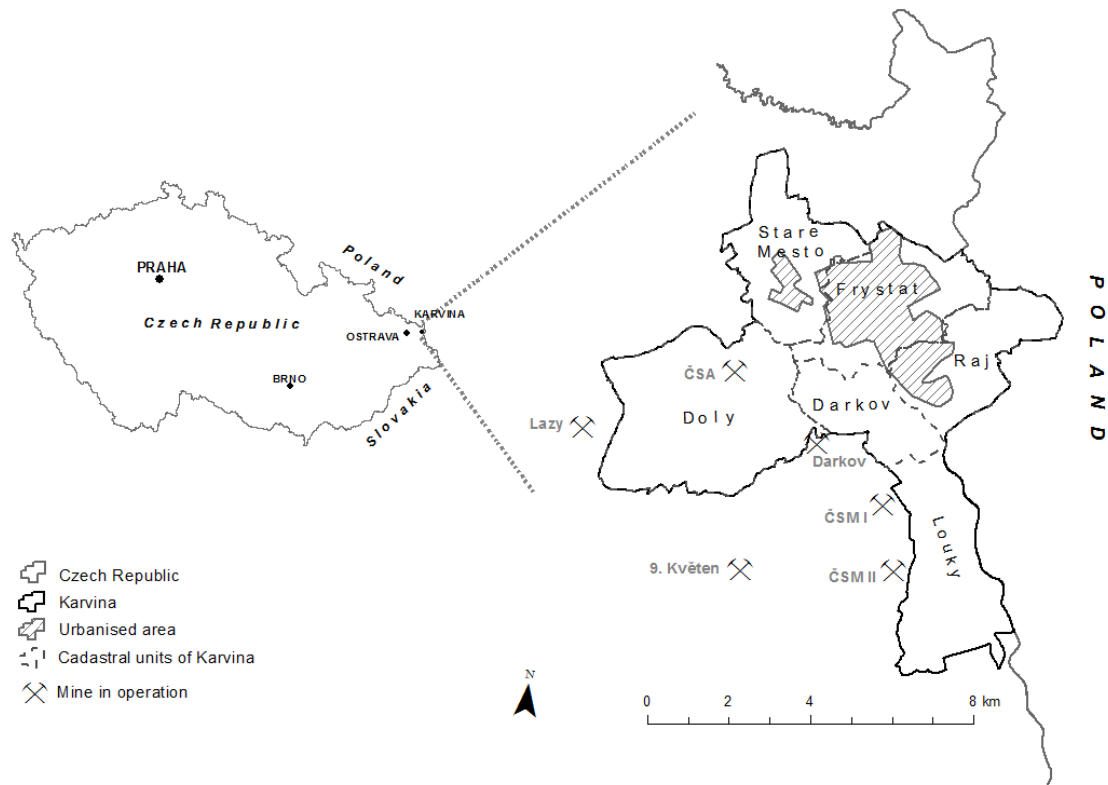 Poland
PRAHA
KARVINA
Czech Republic
OSTRAVA
BRNO
Slovakia
Stare
Mesto
Frystat
POLAND
Raj
ČSA
Doly
Darkov
Lazy
Darkov
ČSM I
Louky
9. Květen
ČSM II
Czech Republic
Karvina
Urbanised area
Cadastral units of Karvina
Mine in operation
N
0 2 4 8 km